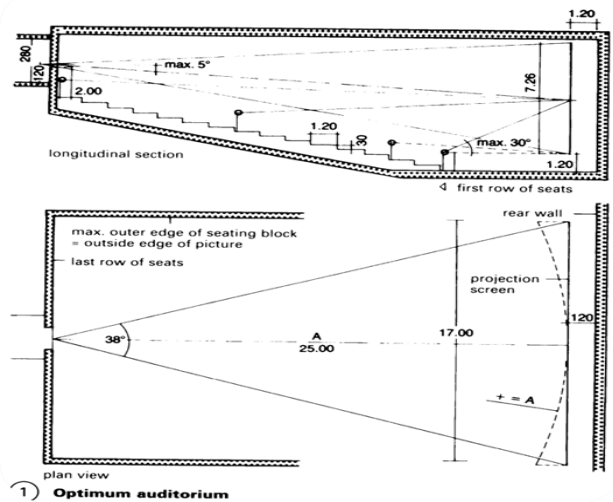 1.20
280
120
max. 5°
2.00
7.26
1.20
30
max. 30°
1.20
longitudinal section
first row of seats
rear wall
max. outer edge of seating block
= outside edge of picture
last row of seats
projection
screen
120
38°
A
25.00
17.00
+ = A
plan view
1 Optimum auditorium